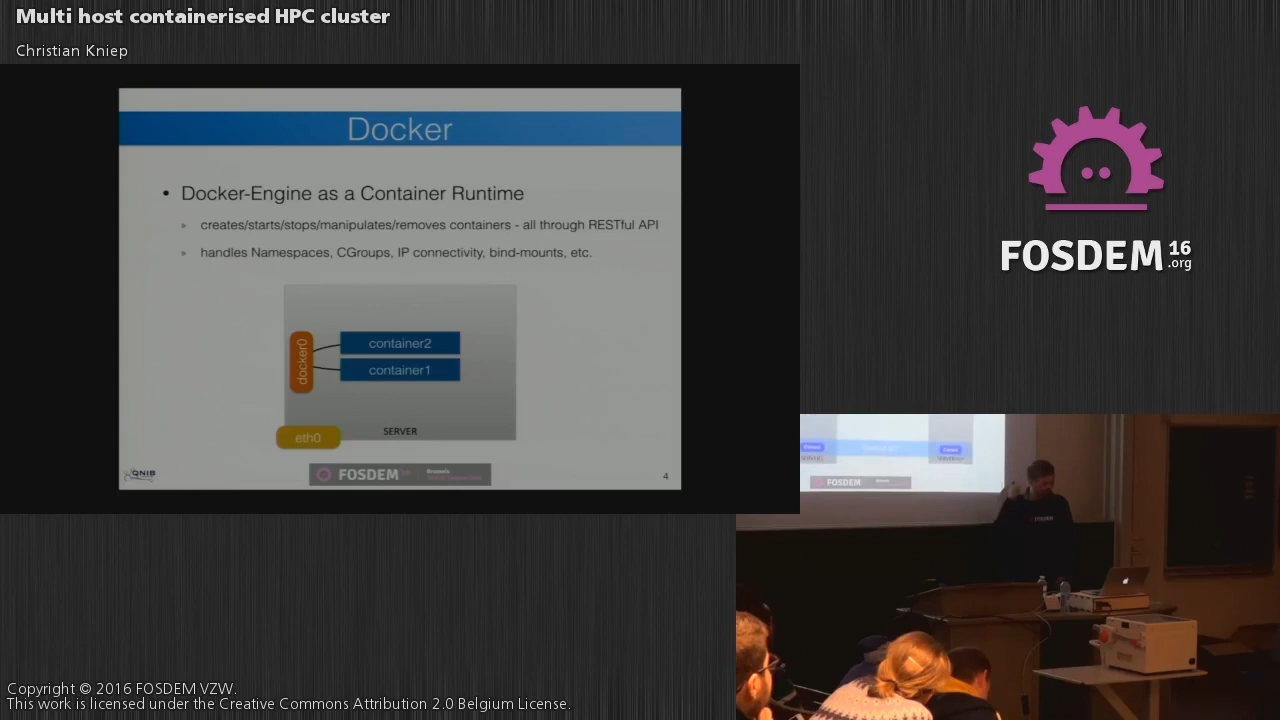 Multi host containerised HPC cluster
Christian Kniep
Docker
• Docker-Engine as a Container Runtime
creates/starts/stops/manipulates/removes containers - all through RESTful API
handles Namespaces, CGroups, IP connectivity, bind-mounts, etc.
docker0
container2
container1
eth0
SERVER
QNIB
FOSDEM
Brussels
4
FOSDEM 16
.org
FOSDEM
Copyright © 2016 FOSDEM VZW.
This work is licensed under the Creative Commons Attribution 2.0 Belgium License.